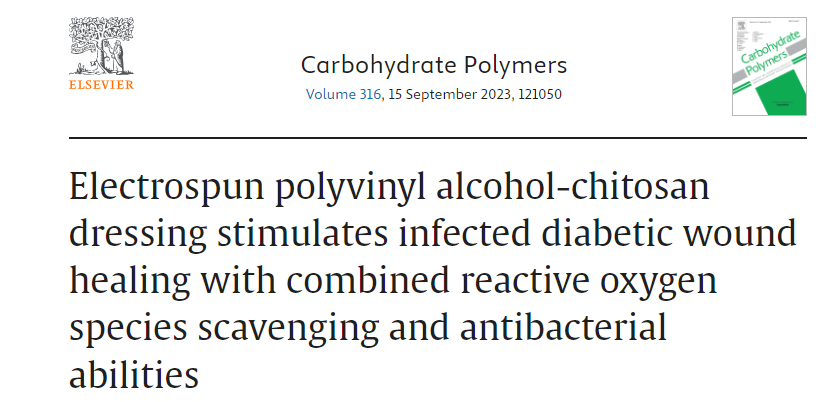 ELSEVIER
Carbohydrate Polymers
Volume 316, 15 September 2023, 121050
Carbohydrate
Polymers
Electrospun polyvinyl alcohol-chitosan
dressing stimulates infected diabetic wound
healing with combined reactive oxygen
species scavenging and antibacterial
abilities